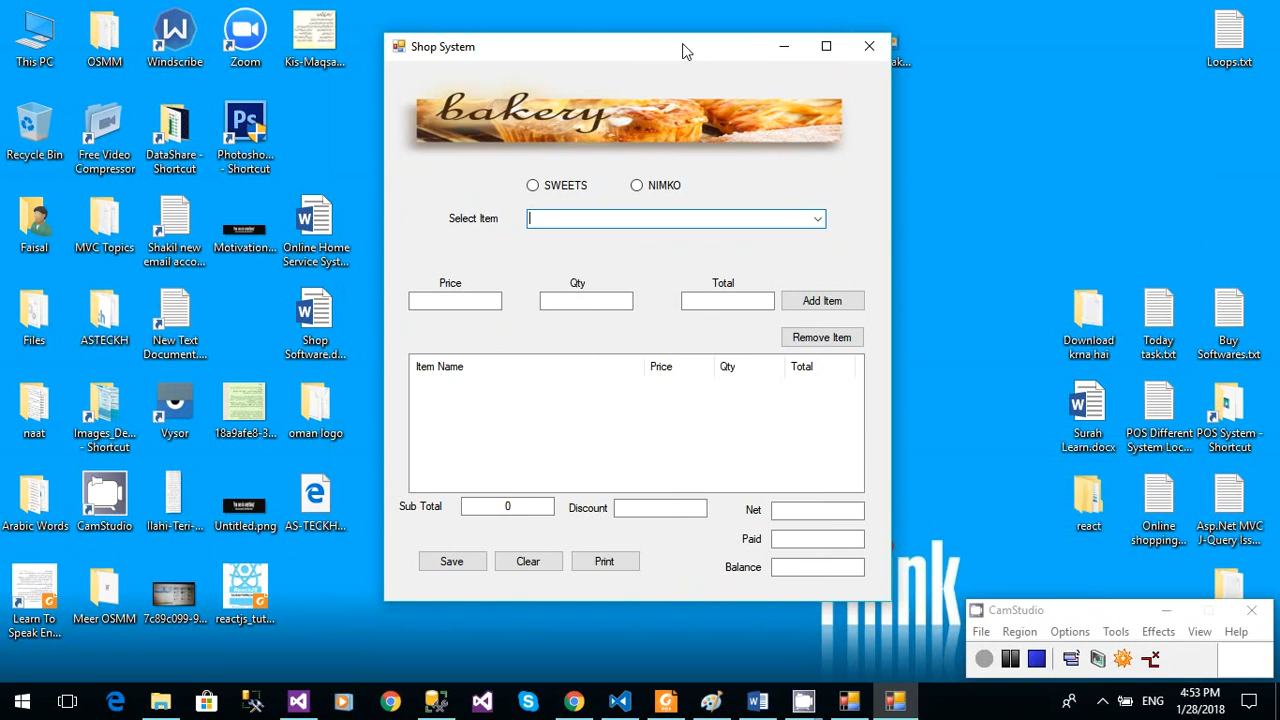 This PC
OSMM
Windscribe
Zoom
Kis-Maqsa...
Recycle Bin
Free Video
Compressor
DataShare -
Shortcut
Photosho...
- Shortcut
Faisal
MVC Topics
Shakil new
email acco...
Motivation...
Online Home
Service Syst...
Files
ASTECKH
New Text
Document....
Shop
Software.d...
naat
Images_De...
- Shortcut
Vysor
18a9afe8-3...
oman logo
Arabic Words
CamStudio
Ilahi-Teri-...
Untitled.png
AS-TECKH...
Learn To
Speak En...
Meer OSMM
7c89c099-9...
reactjs_tut...
Shop System
bakery
SWEETS
NIMKO
Select Item
Price
Qty
Total
Add Item
Remove Item
Item Name
Price
Qty
Total
Sub Total
0
Discount
Net
Paid
Balance
Save
Clear
Print
Loops.txt
Download
krna hai
Today
task.txt
Buy
Softwares.txt
Surah
Learn.docx
POS Different
System Loc...
POS System -
Shortcut
react
Online
shopping...
Asp.Net MVC
J-Query Iss...
CamStudio
File
Region
Options
Tools
Effects
View
Help
ENG
4:53 PM
1/28/2018